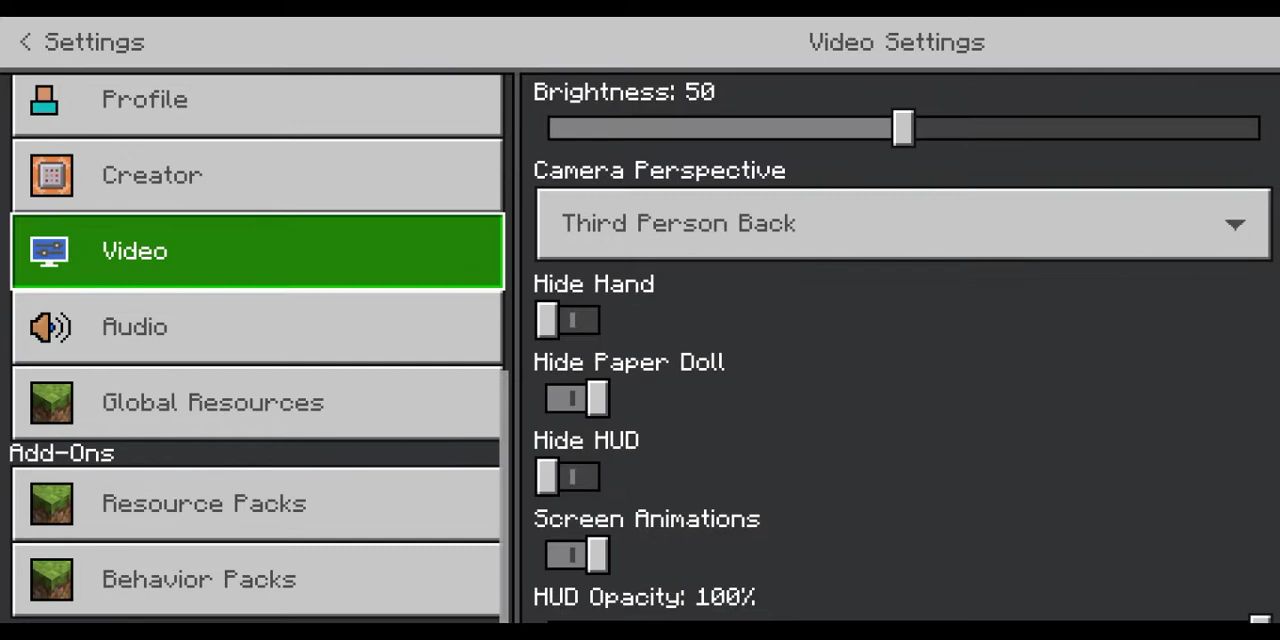 Settings
Video Settings
Profile
Creator
Video
Audio
Global Resources
Add-Ons
Resource Packs
Behavior Packs
Brightness: 50
Camera Perspective
Third Person Back
Hide Hand
Hide Paper Doll
Hide HUD
Screen Animations
HUD Opacity: 100%